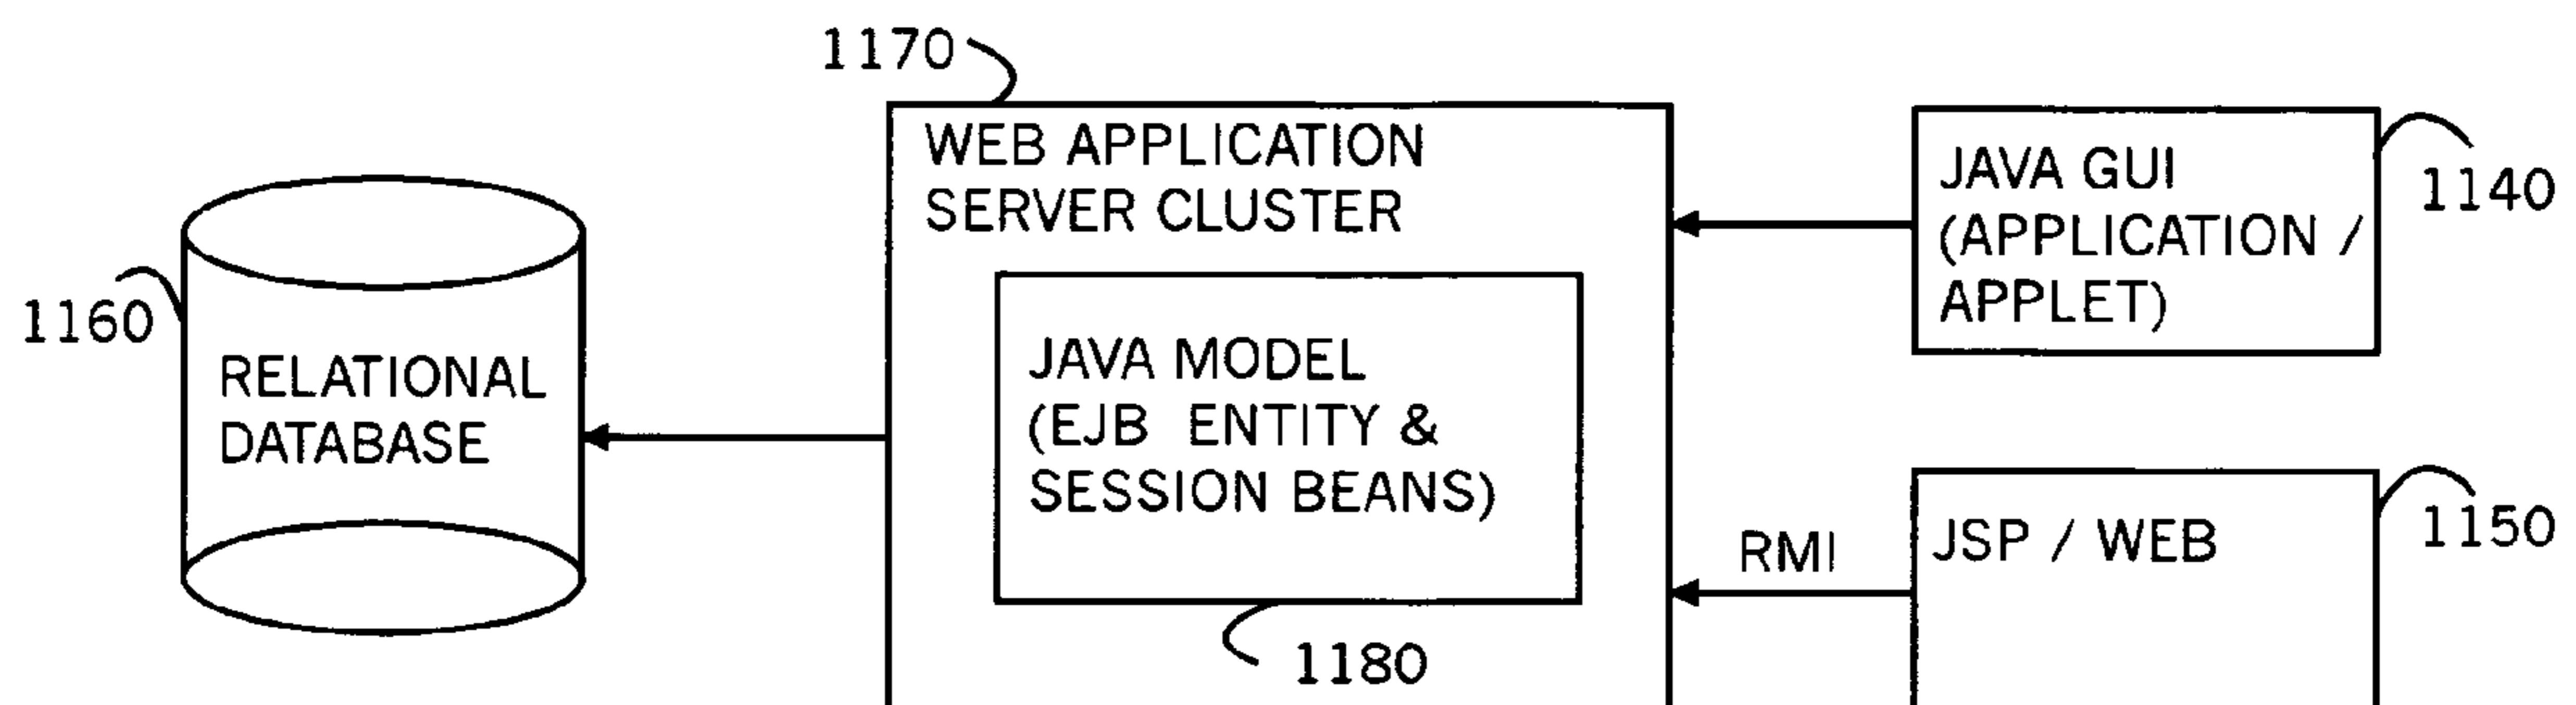 1170
WEB APPLICATION
SERVER CLUSTER
JAVA GUI
(APPLICATION /
APPLET)
1140
1160
RELATIONAL
DATABASE
JAVA MODEL
(EJB ENTITY &
SESSION BEANS)
1180
RMI
JSP / WEB
1150